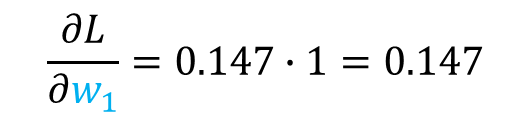 ∂L/∂w₁ = 0.147 · 1 = 0.147